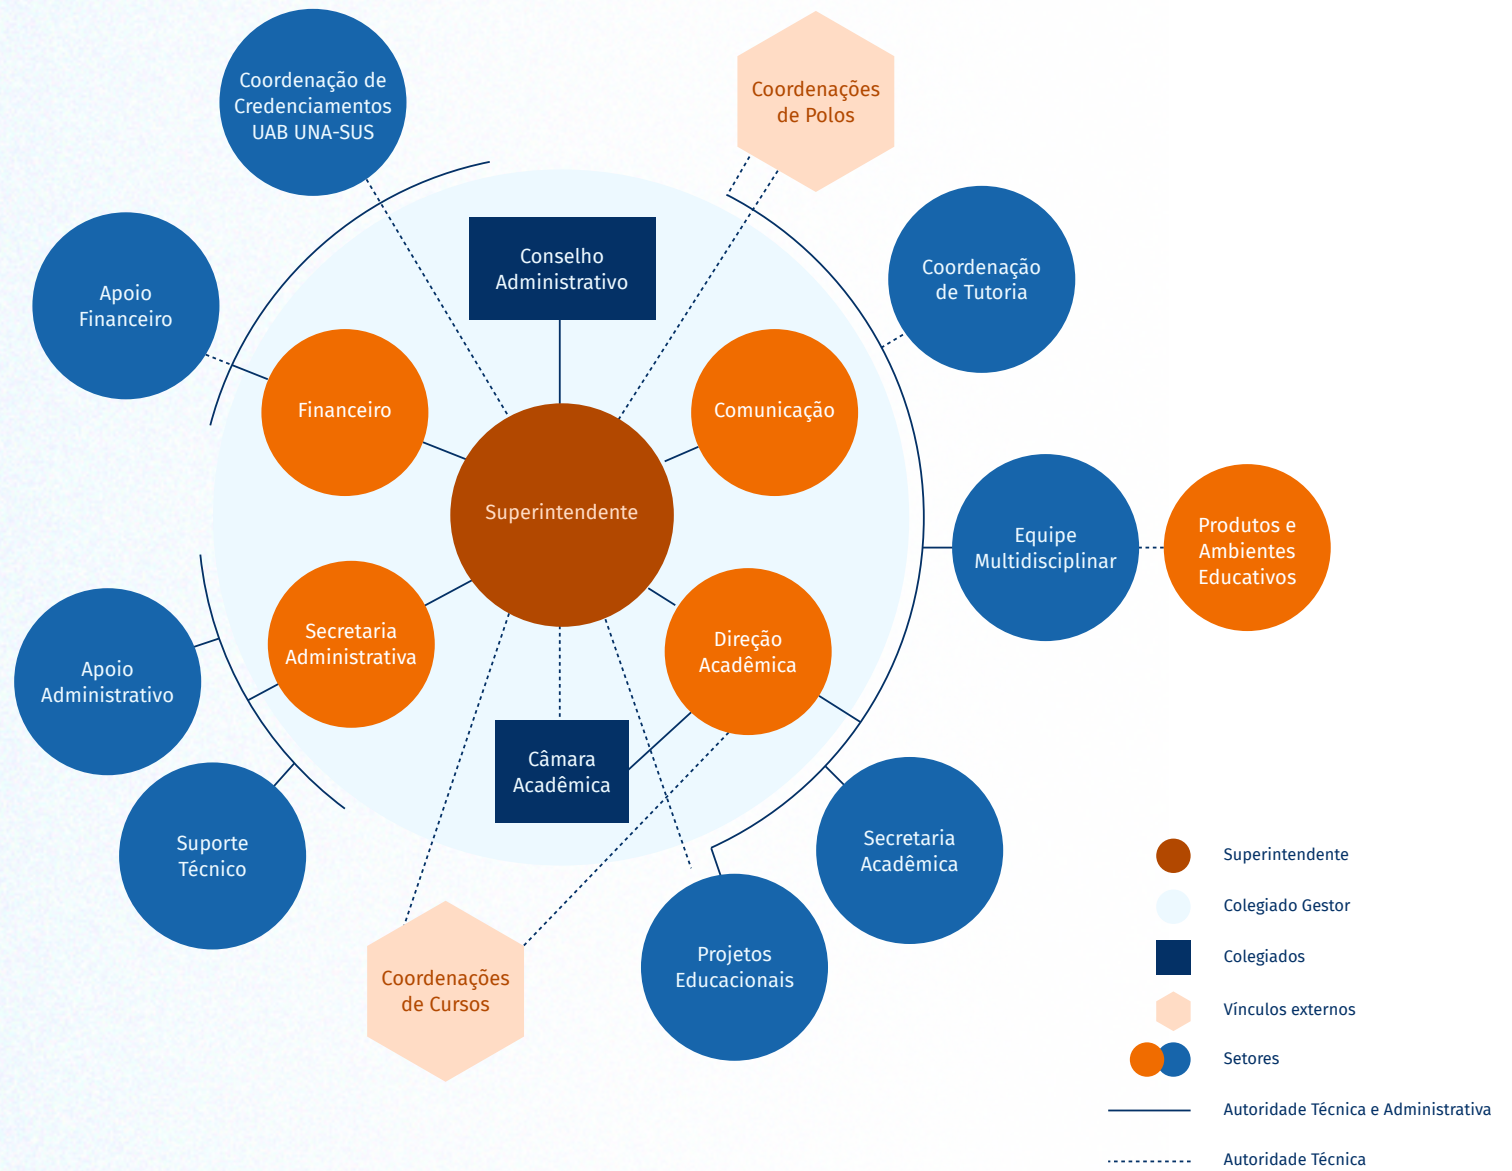 Coordenação de
Credenciamentos
UAB UNA-SUS
Coordenações
de Polos
Conselho
Administrativo
Coordenação
de Tutoria
Apoio
Financeiro
Financeiro
Comunicação
Superintendente
Equipe
Multidisciplinar
Produtos e
Ambientes
Educativos
Secretaria
Administrativa
Direção
Acadêmica
Apoio
Administrativo
Câmara
Acadêmica
Suporte
Técnico
Secretaria
Acadêmica
Projetos
Educacionais
Coordenações
de Cursos
Superintendente
Colegiado Gestor
Colegiados
Vínculos externos
Setores
Autoridade Técnica e Administrativa
Autoridade Técnica